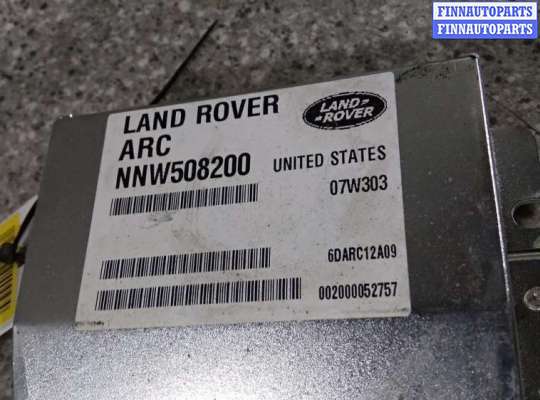 FINNAUTOPARTS
FINNAUTOPARTS
LAND ROVER
LAND
ROVER
ARC
NNW508200
UNITED STATES
07W303
6DARC12A09
002000052757